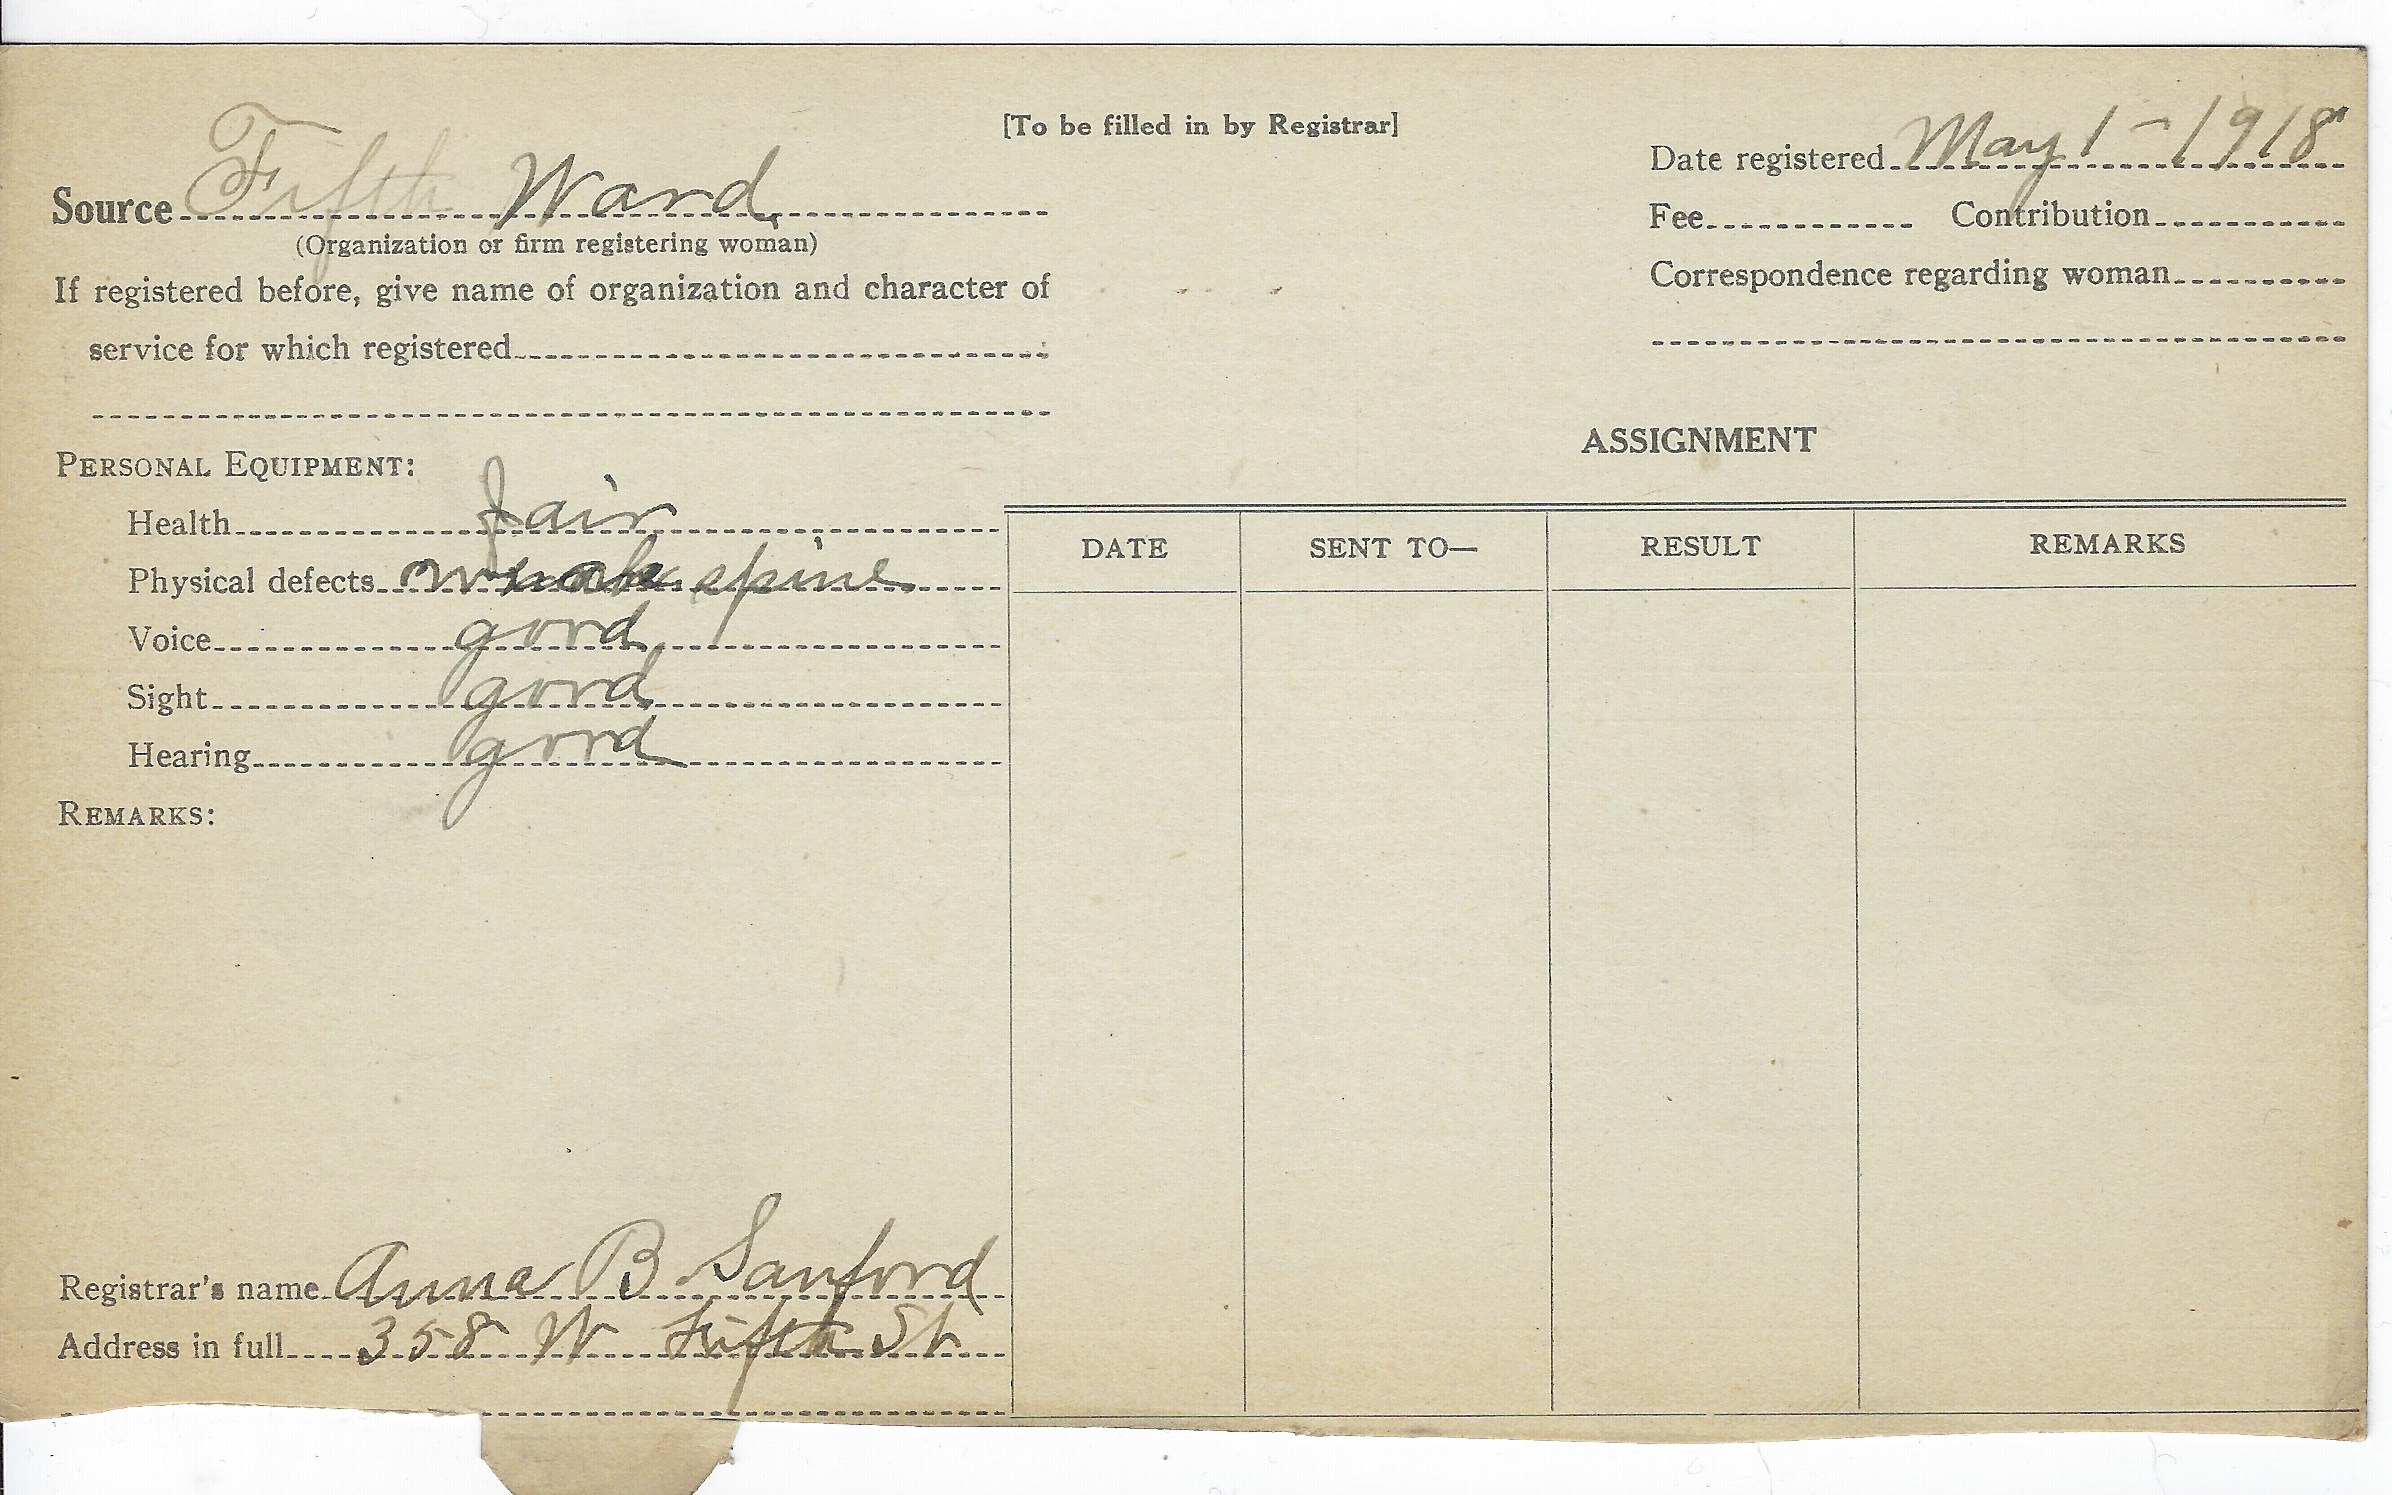 [To be filled in by Registrar]
Source Fifth Ward
(Organization or firm registering woman)
If registered before, give name of organization and character of
service for which registered
Date registered May 1 - 1918
Fee Contribution
Correspondence regarding woman
PERSONAL EQUIPMENT:
Health fair
Physical defects weak spine
Voice good
Sight good
Hearing good
REMARKS:
Registrar's name Anna B Sanford
Address in full 358 W Fifth St
ASSIGNMENT
DATE SENT TO— RESULT REMARKS